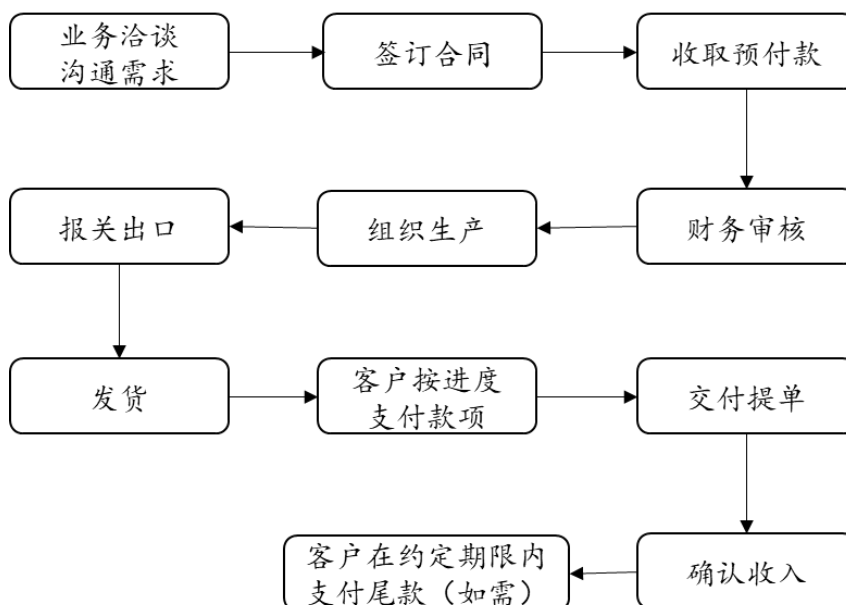 业务洽谈
沟通需求
签订合同
收取预付款
财务审核
组织生产
报关出口
发货
客户按进度
支付款项
交付提单
确认收入
客户在约定期限内
支付尾款（如需）